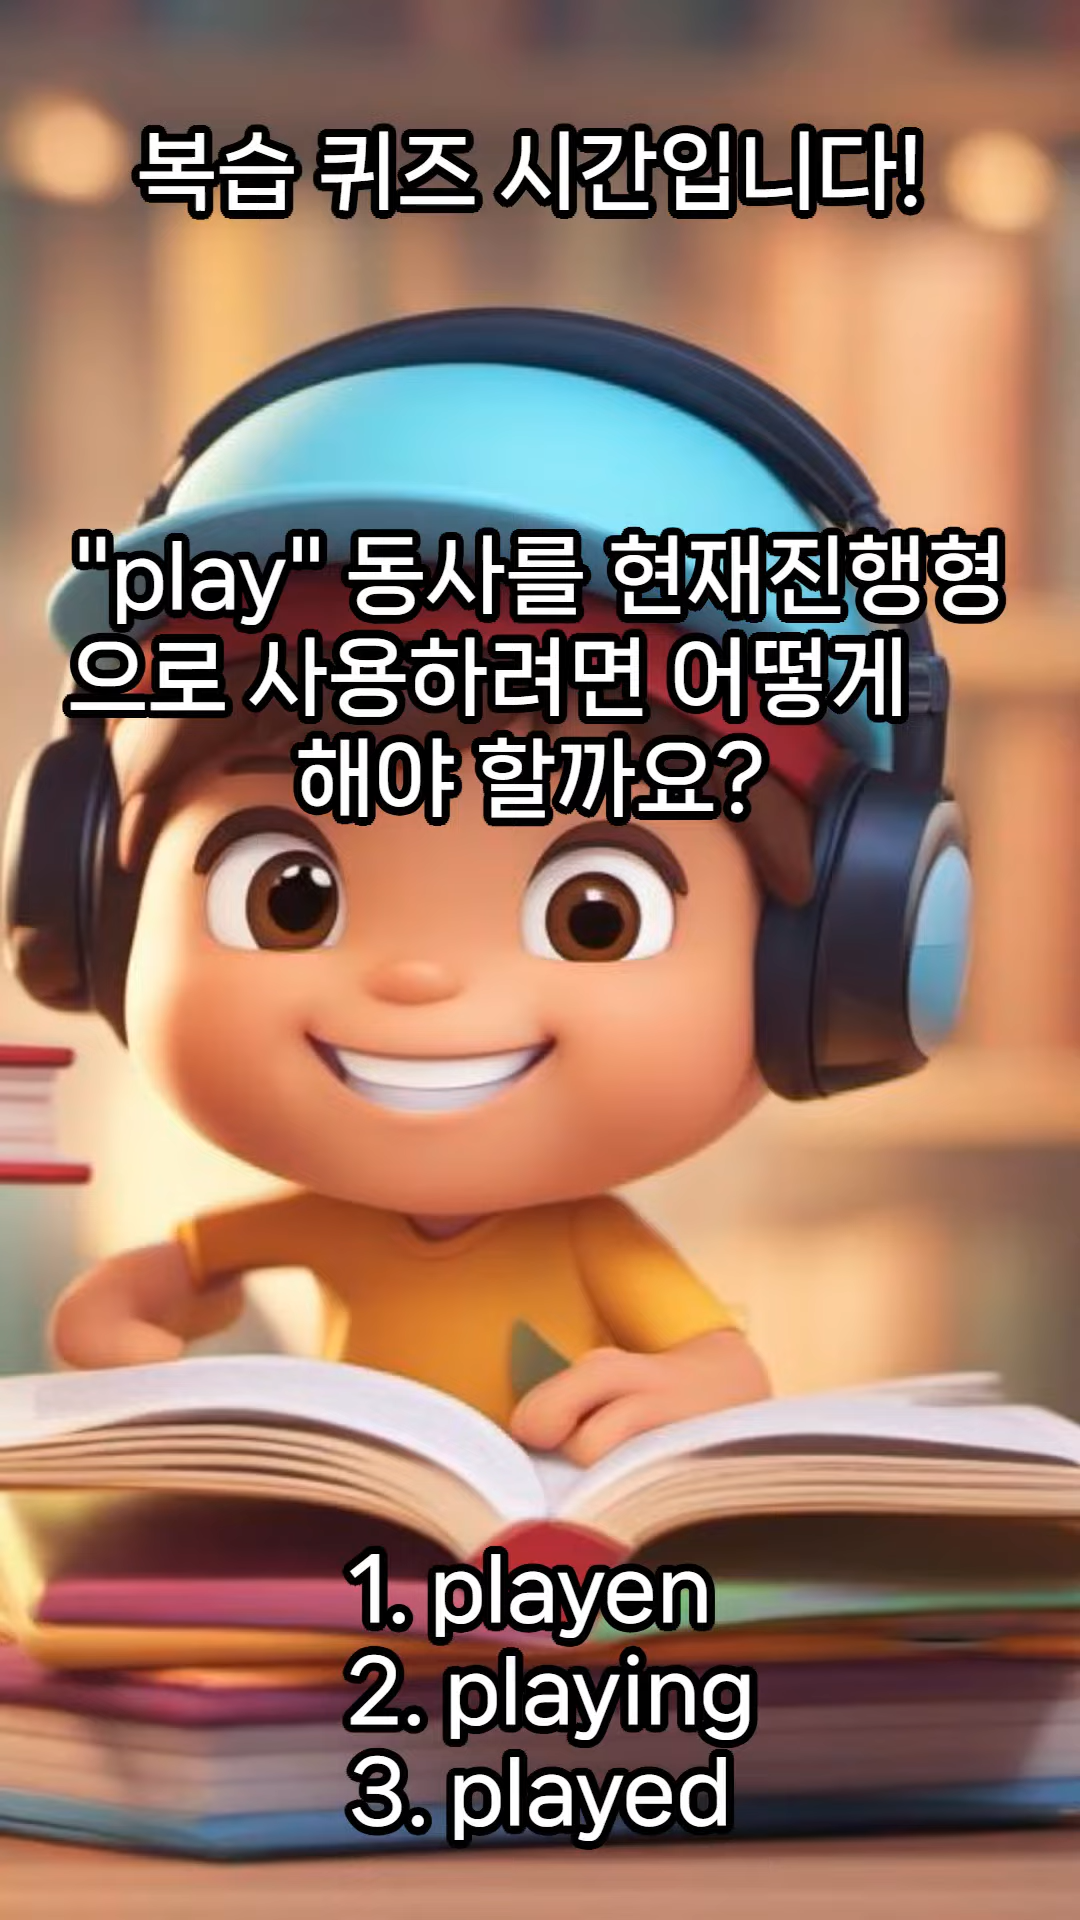 복습 퀴즈 시간입니다!
"play" 동사를 현재진행형
으로 사용하려면 어떻게
해야 할까요?
1. playen
2. playing
3. played